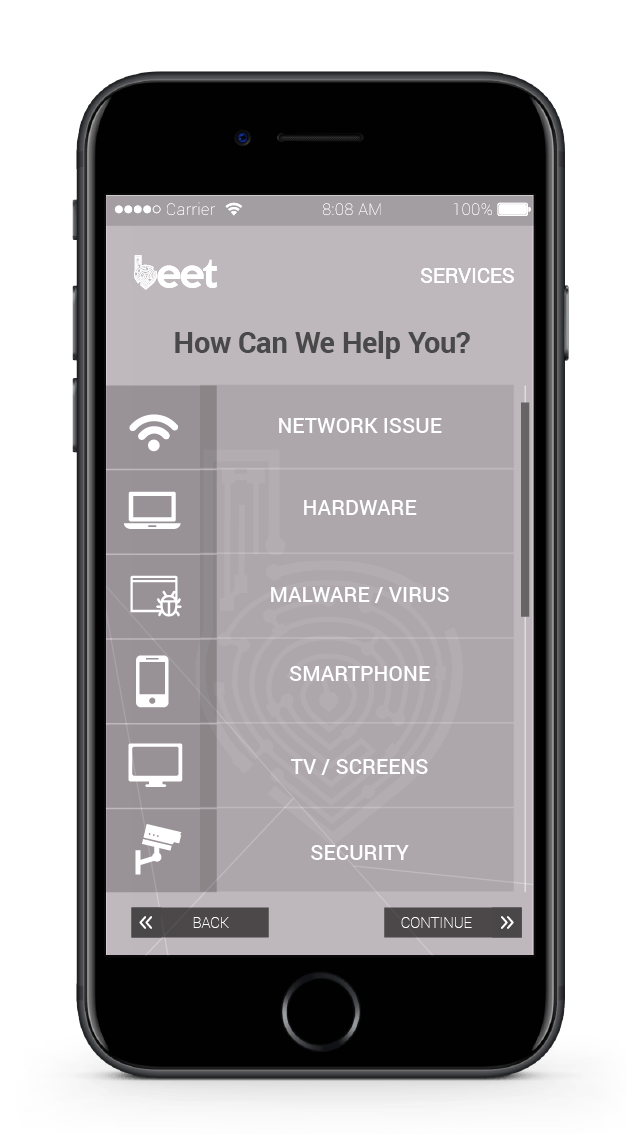 Carrier 8:08 AM 100%
beet
SERVICES
How Can We Help You?
NETWORK ISSUE
HARDWARE
MALWARE / VIRUS
SMARTPHONE
TV / SCREENS
SECURITY
BACK
CONTINUE